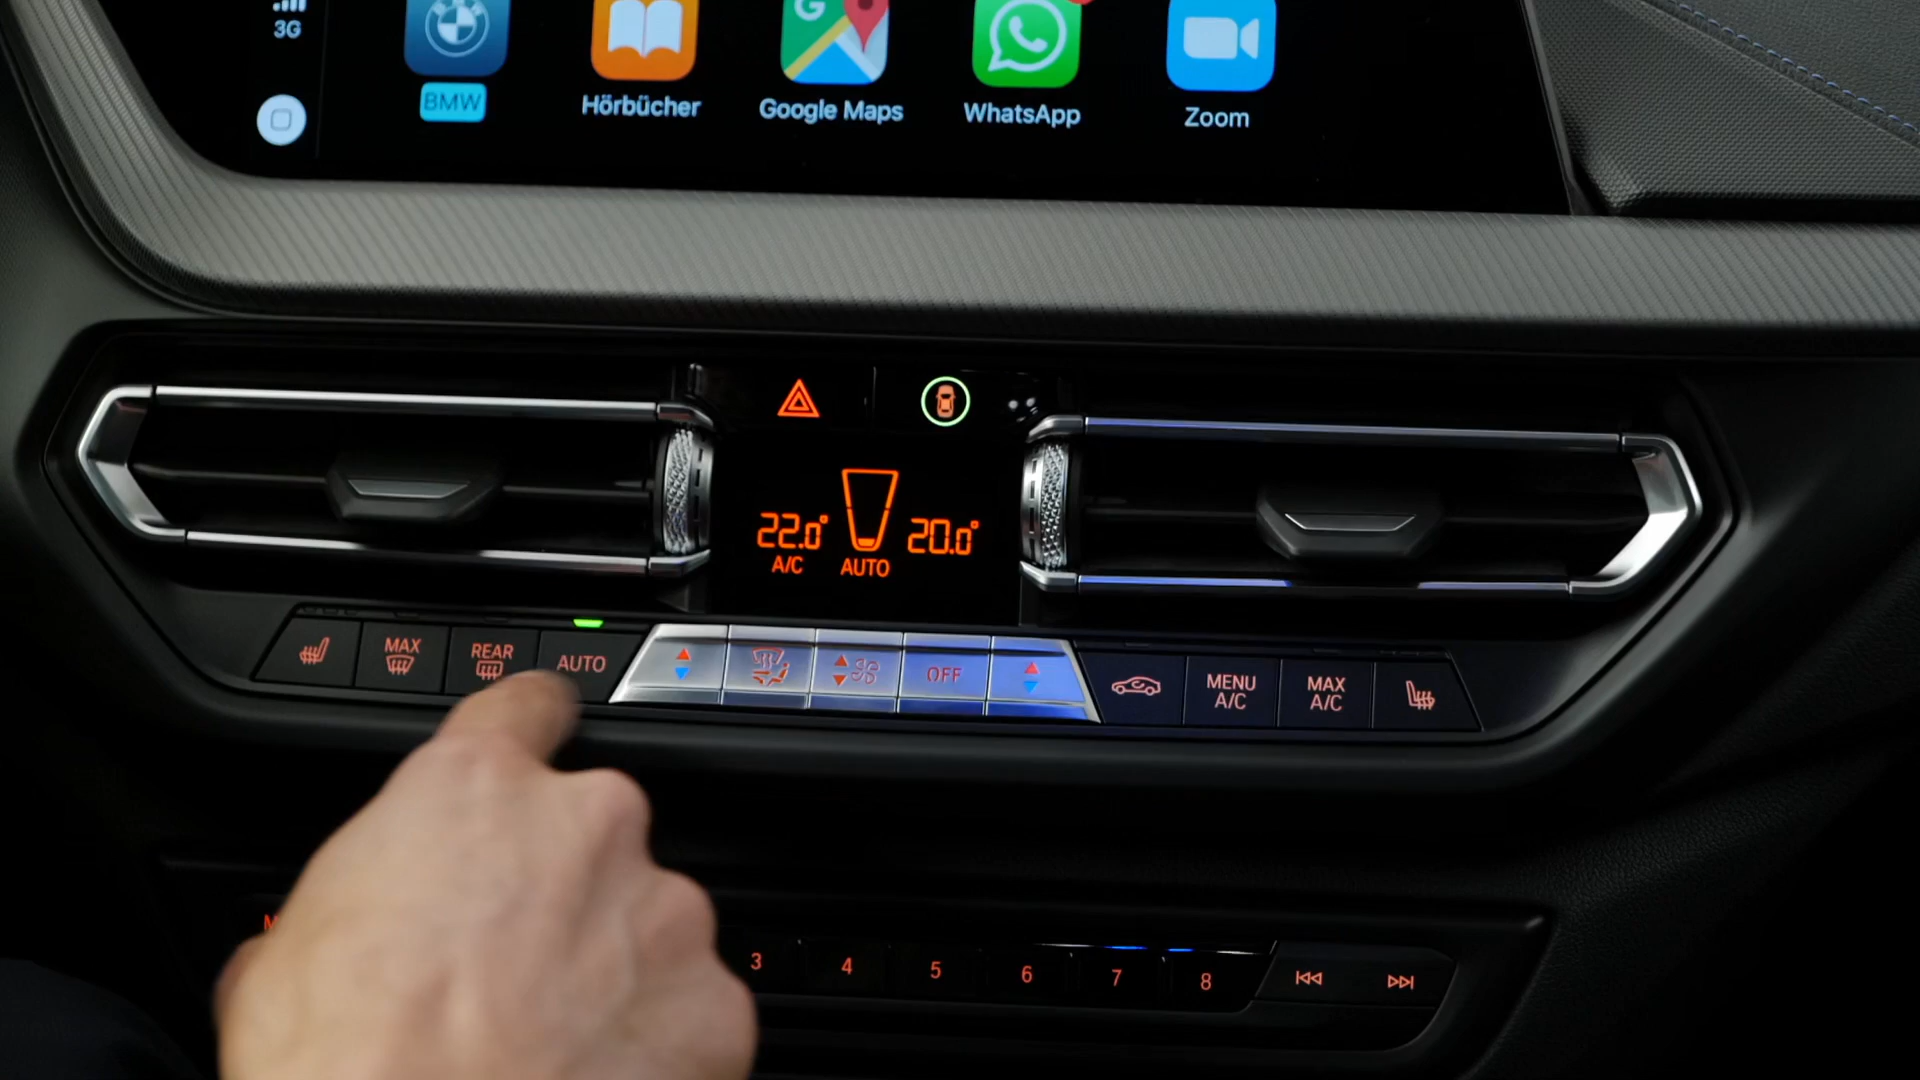 3G
BMW
Hörbücher
Google Maps
WhatsApp
Zoom
22.0° 20.0°
A/C AUTO
MAX
REAR
AUTO
OFF
MENU
A/C
MAX
A/C
3 4 5 6 7 8